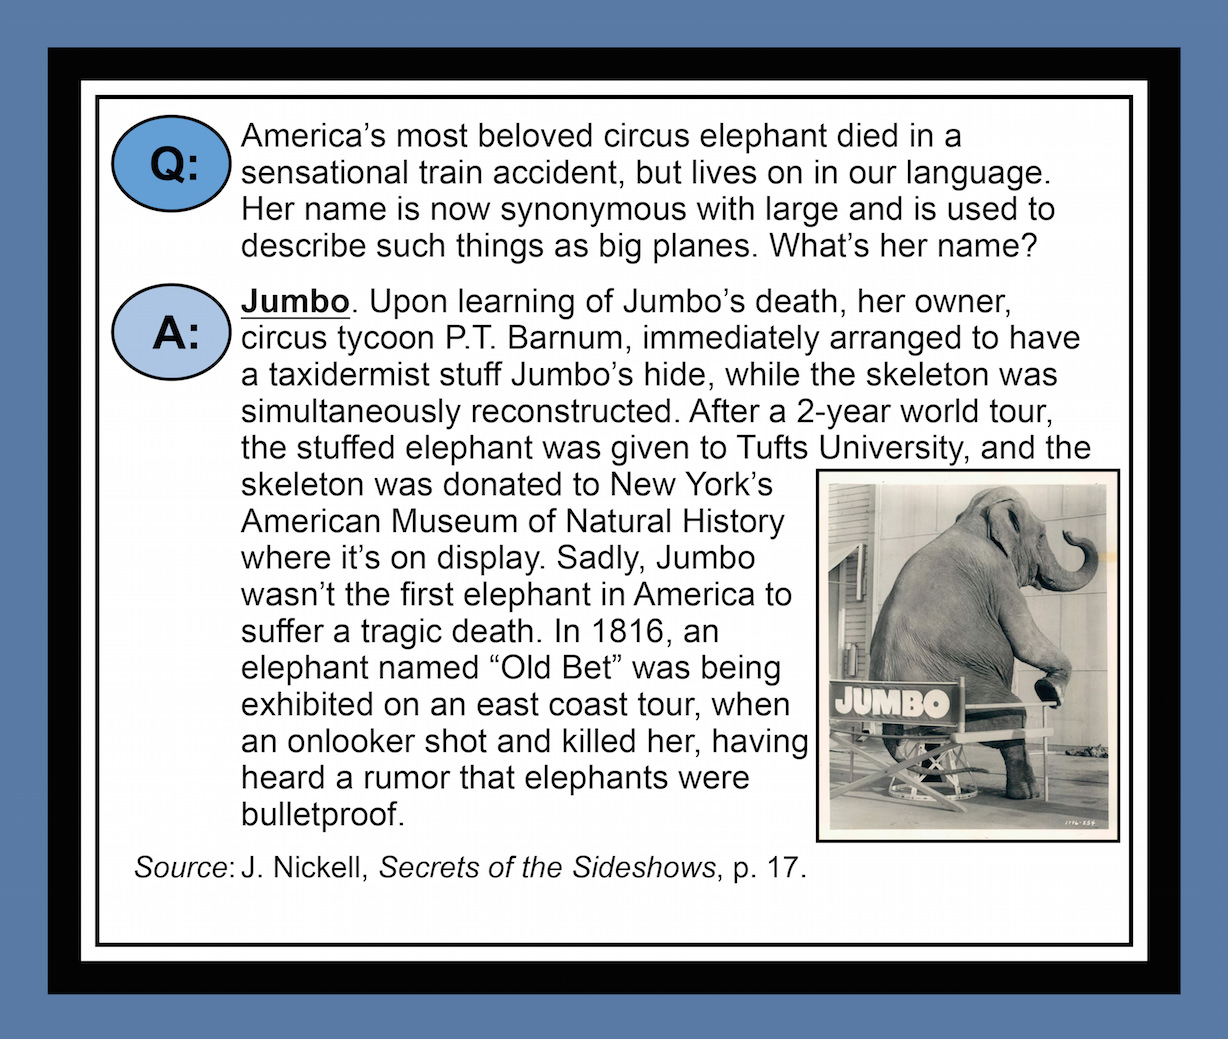 Q:
America’s most beloved circus elephant died in a
sensational train accident, but lives on in our language.
Her name is now synonymous with large and is used to
describe such things as big planes. What’s her name?
A:
Jumbo. Upon learning of Jumbo’s death, her owner,
circus tycoon P.T. Barnum, immediately arranged to have
a taxidermist stuff Jumbo’s hide, while the skeleton was
simultaneously reconstructed. After a 2-year world tour,
the stuffed elephant was given to Tufts University, and the
skeleton was donated to New York’s
American Museum of Natural History
where it’s on display. Sadly, Jumbo
wasn’t the first elephant in America to
suffer a tragic death. In 1816, an
elephant named “Old Bet” was being
exhibited on an east coast tour, when
an onlooker shot and killed her, having
heard a rumor that elephants were
bulletproof.
JUMBO
Source: J. Nickell, Secrets of the Sideshows, p. 17.